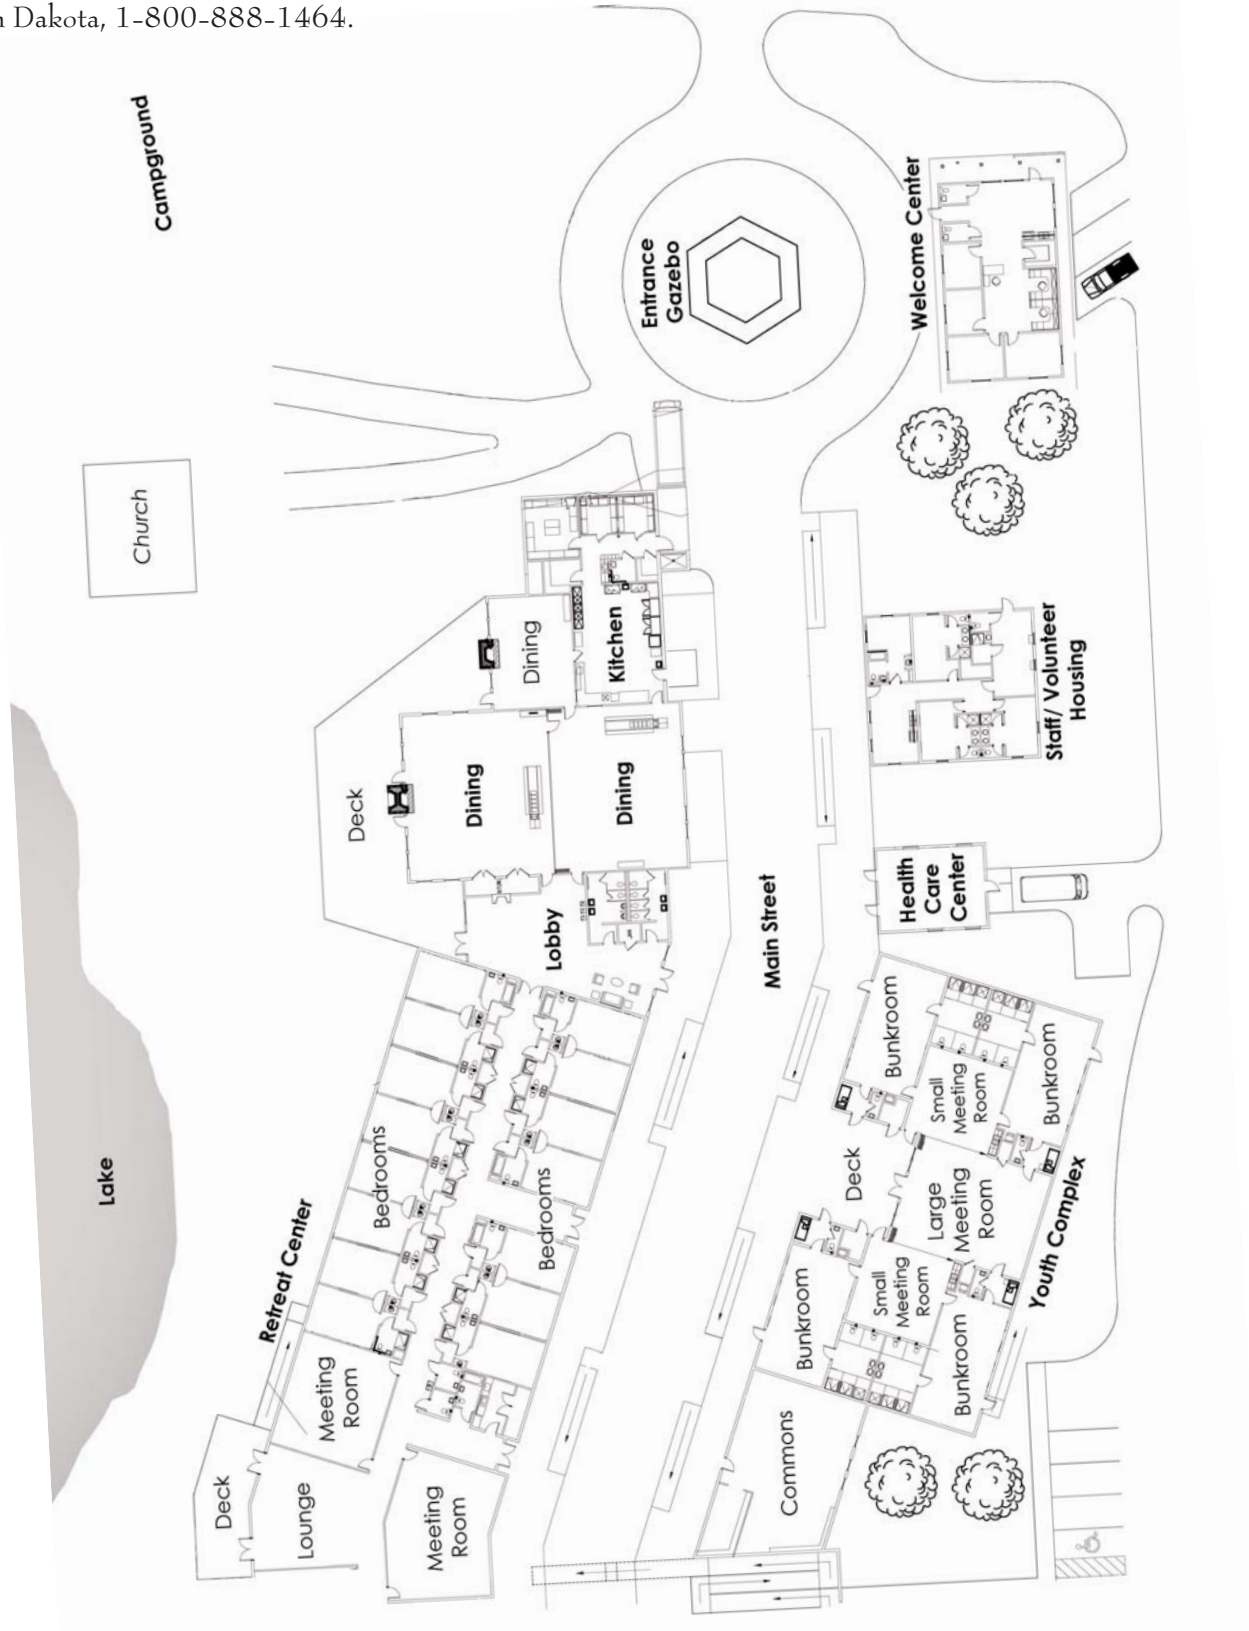 n Dakota, 1-800-888-1464.
Campground
Church
Lake
Entrance
Gazebo
Welcome Center
Dining
Kitchen
Deck
Dining
Dining
Staff/ Volunteer
Housing
Lobby
Main Street
Health
Care
Center
Bedrooms
Bedrooms
Retreat Center
Meeting
Room
Deck
Lounge
Meeting
Room
Bunkroom
Small
Meeting
Room
Bunkroom
Deck
Large
Meeting
Room
Youth Complex
Bunkroom
Small
Meeting
Room
Bunkroom
Commons